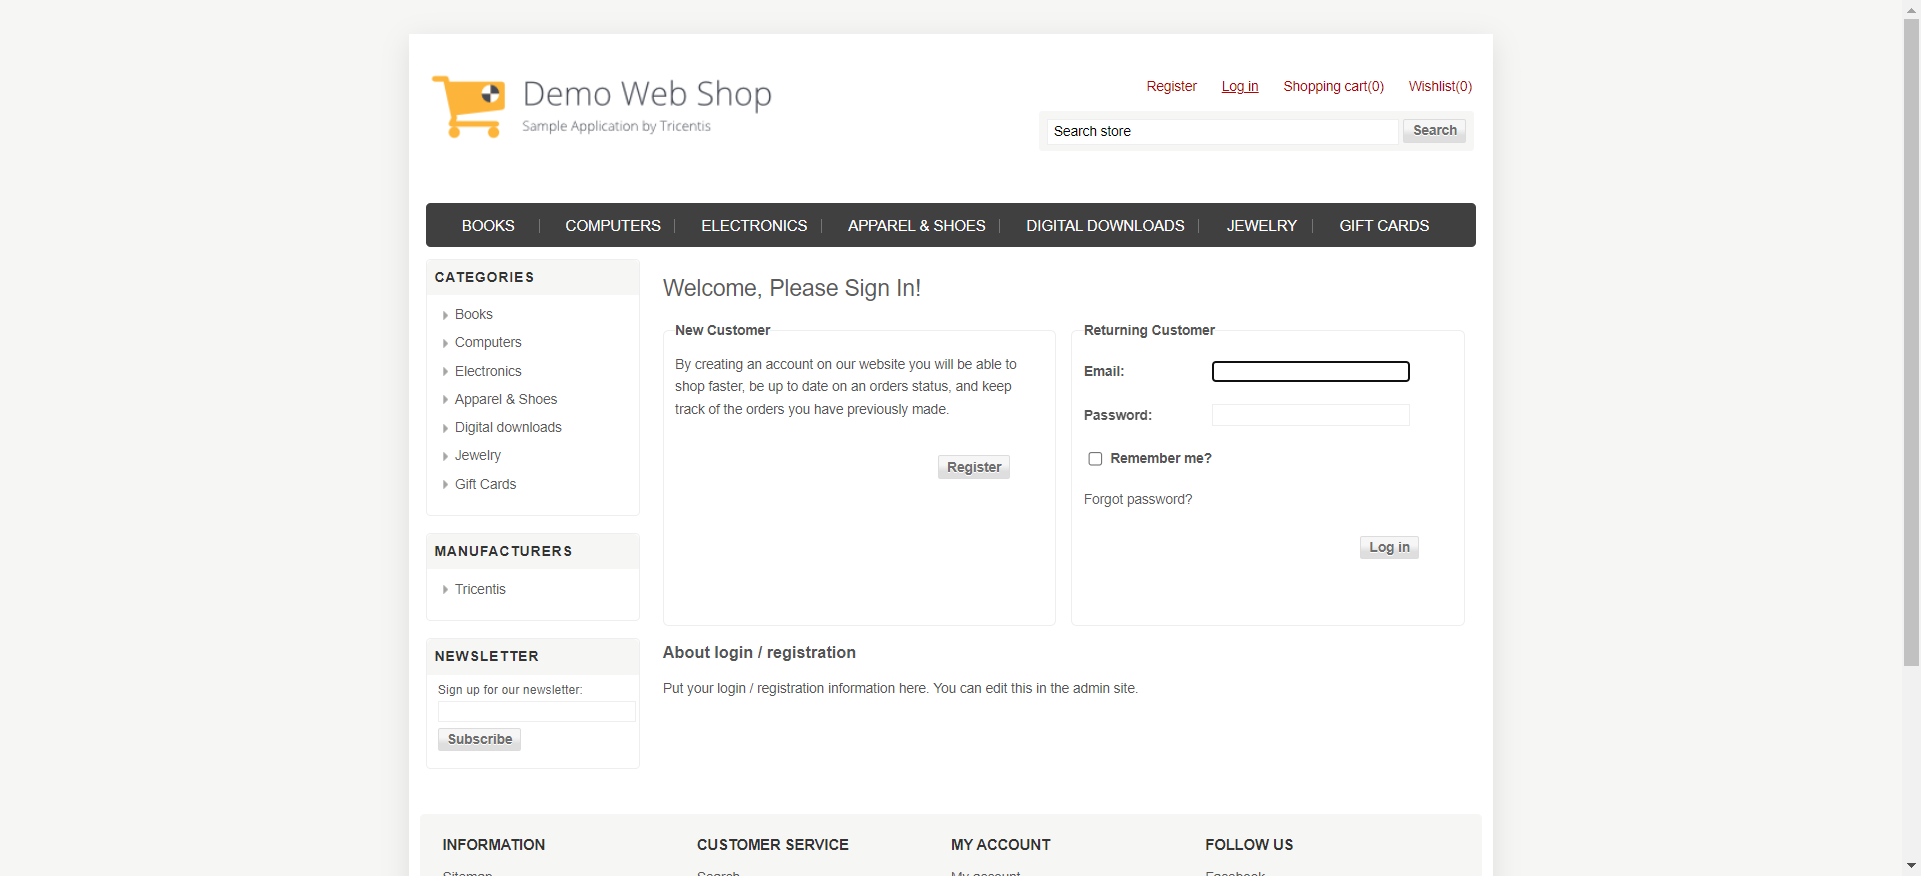 Demo Web Shop
Sample Application by Tricentis
Register Log in Shopping cart(0) Wishlist(0)
Search store Search
BOOKS COMPUTERS ELECTRONICS APPAREL & SHOES DIGITAL DOWNLOADS JEWELRY GIFT CARDS
CATEGORIES
Books
Computers
Electronics
Apparel & Shoes
Digital downloads
Jewelry
Gift Cards
MANUFACTURERS
Tricentis
NEWSLETTER
Sign up for our newsletter:
Subscribe
Welcome, Please Sign In!
New Customer
By creating an account on our website you will be able to
shop faster, be up to date on an orders status, and keep
track of the orders you have previously made.
Register
Returning Customer
Email:
Password:
Remember me?
Forgot password?
Log in
About login / registration
Put your login / registration information here. You can edit this in the admin site.
INFORMATION CUSTOMER SERVICE MY ACCOUNT FOLLOW US
Sitemap Search My account Facebook